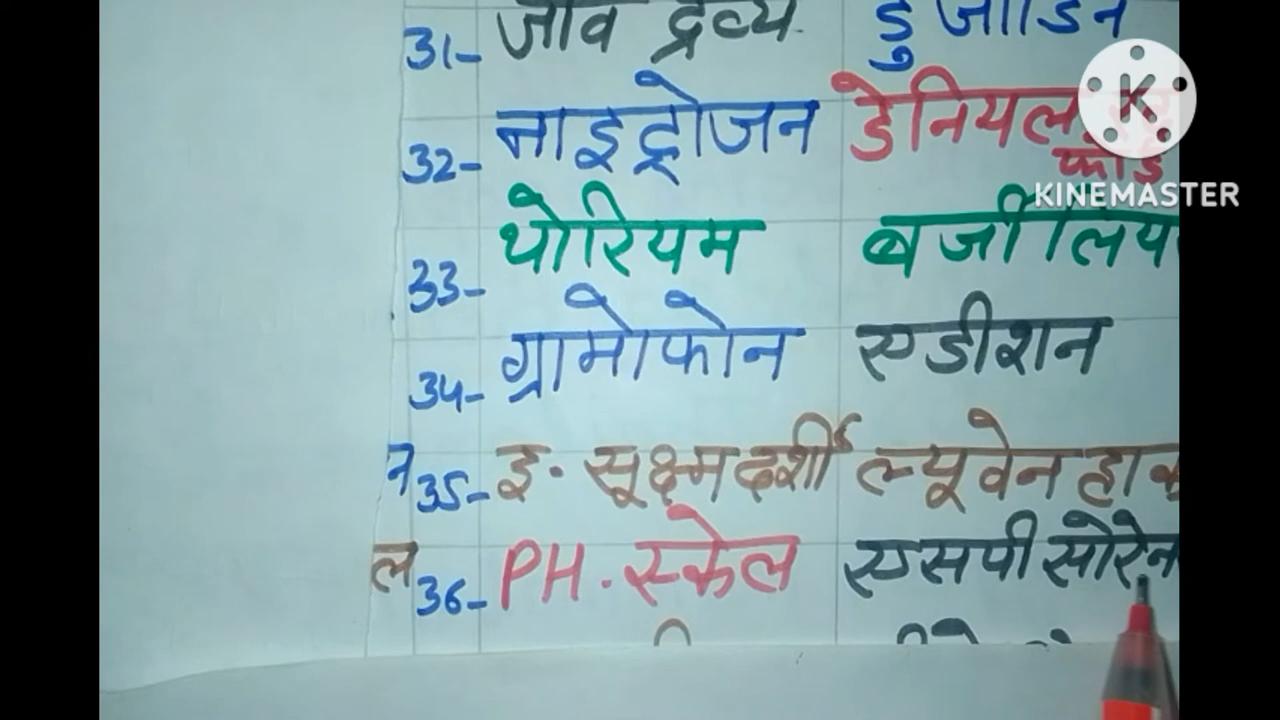 31- जीव द्रव्य डुजार्डिन
32- नाइट्रोजन डेनियल
फोर्ड
33- थोरियम बर्जीलिय
34- ग्रामोफोन एडीशन
न 35- इ. सूक्ष्मदर्शी ल्यूवेन हाक
ल 36- PH. स्केल एसपी सोरेन
K
KINEMASTER